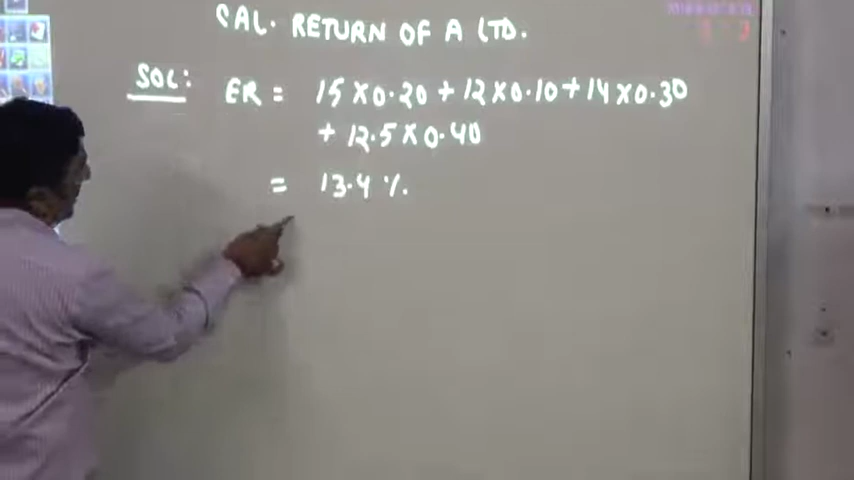 CAL. RETURN OF A LTD.
SOL: ER = 15 X 0.20 + 12 X 0.10 + 14 X 0.30
+ 12.5 X 0.40
= 13.4 %.